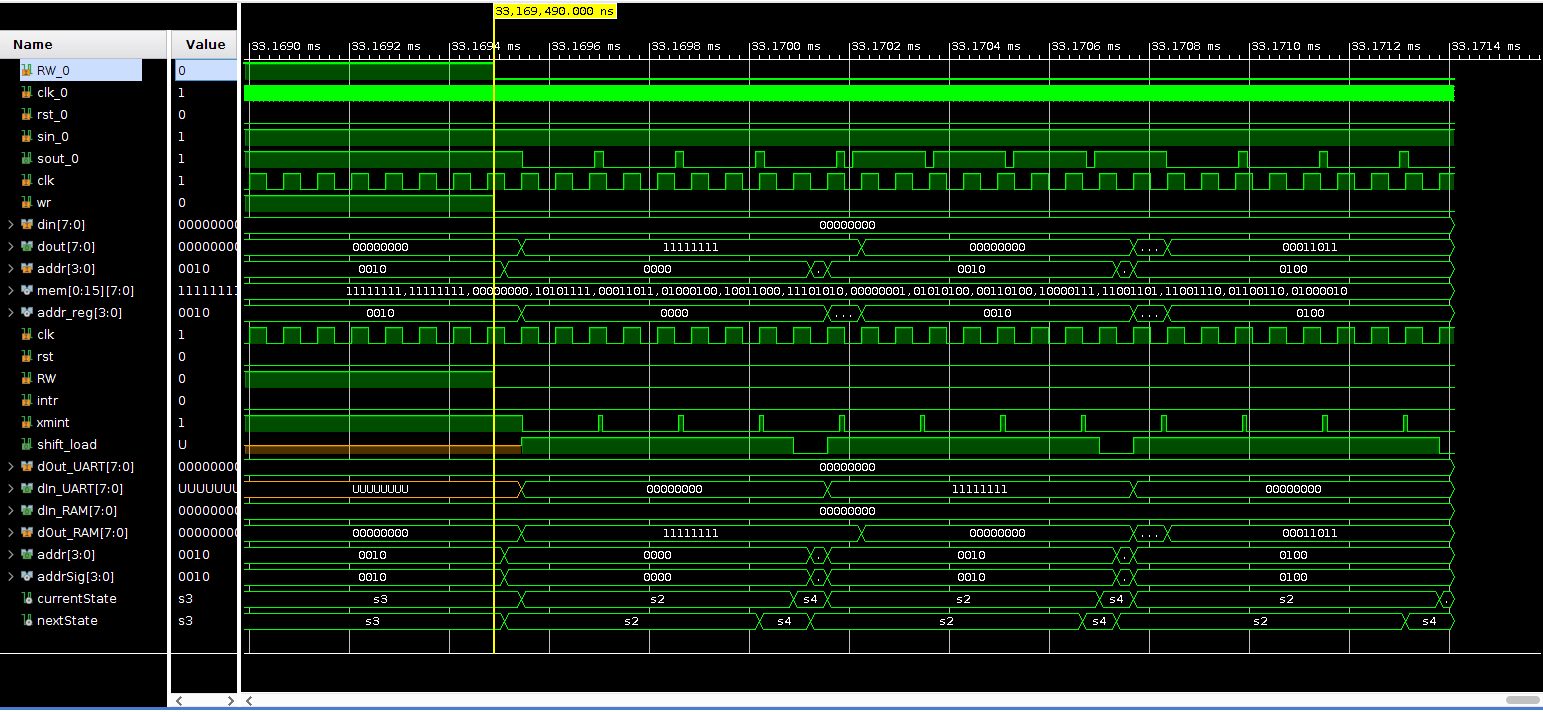 33,169,490.000 ns
Name Value 33.1690 ms 33.1692 ms 33.1694 ms 33.1696 ms 33.1698 ms 33.1700 ms 33.1702 ms 33.1704 ms 33.1706 ms 33.1708 ms 33.1710 ms 33.1712 ms 33.1714 ms
RW_0 0
clk_0 1
rst_0 0
sin_0 1
sout_0 1
clk 1
wr 0
din[7:0] 00000000 00000000
dout[7:0] 00000000 00000000 11111111 00000000 ... 00011011
addr[3:0] 0010 0010 0000 . 0010 . 0100
mem[0:15][7:0] 11111111 11111111,11111111,00000000,10101111,00011011,01000100,10011000,11101010,00000001,01010100,00110100,10000111,11001101,11001110,01100110,01000010
addr_reg[3:0] 0010 0010 0000 ... 0010 ... 0100
clk 1
rst 0
RW 0
intr 0
xmint 1
shift_load U
dOut_UART[7:0] 00000000 00000000
dIn_UART[7:0] UUUUUUU UUUUUUUU 00000000 11111111 00000000
dIn_RAM[7:0] 00000000 00000000
dOut_RAM[7:0] 00000000 00000000 11111111 00000000 ... 00011011
addr[3:0] 0010 0010 0000 . 0010 . 0100
addrSig[3:0] 0010 0010 0000 . 0010 . 0100
currentState s3 s3 s2 s4 s2 s4 s2 .
nextState s3 s3 s2 s4 s2 s4 s2 s4